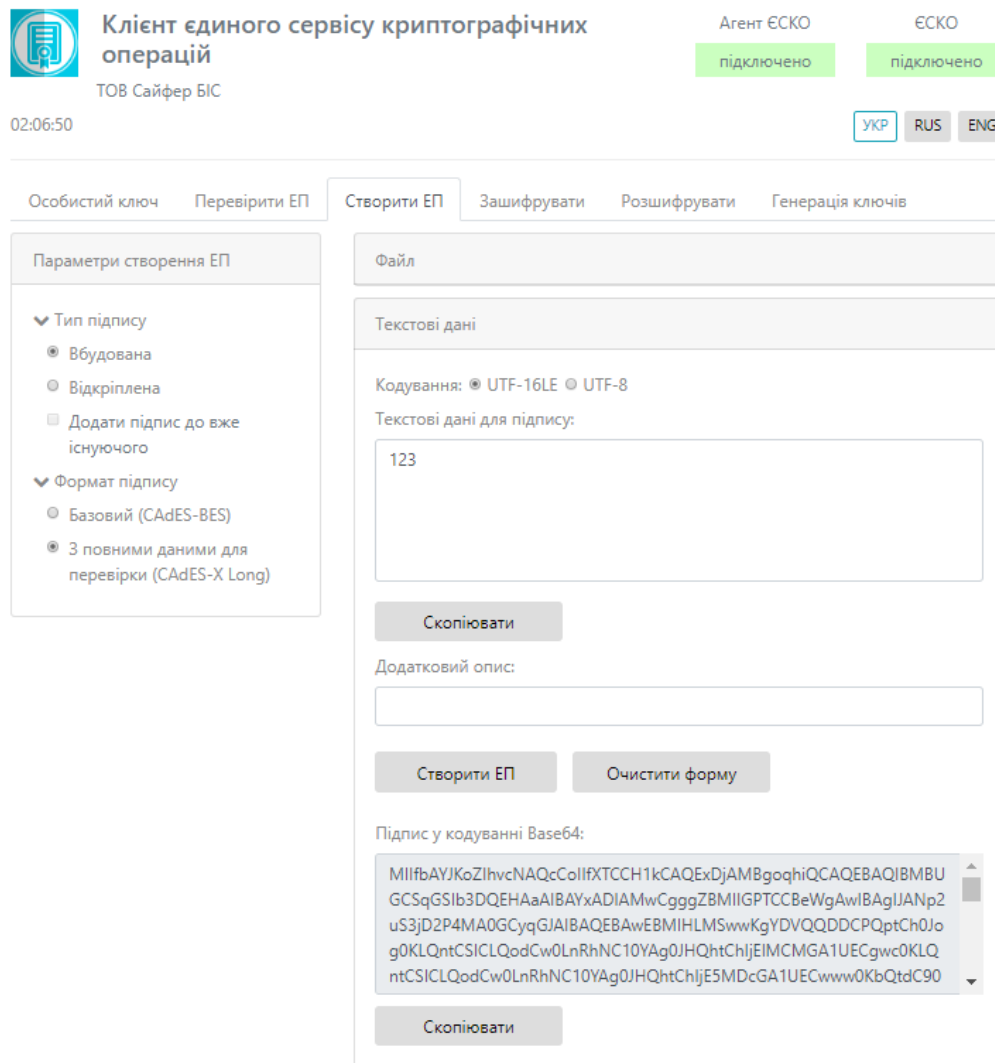 Клієнт єдиного сервісу криптографічних
операцій
ТОВ Сайфер БІС
Агент ЄСКО
ЄСКО
підключено
підключено
02:06:50
УКР
RUS
ENG
Особистий ключ
Перевірити ЕП
Створити ЕП
Зашифрувати
Розшифрувати
Генерація ключів
Параметри створення ЕП
Тип підпису
Вбудована
Відкріплена
Додати підпис до вже
існуючого
Формат підпису
Базовий (CAdES-BES)
З повними даними для
перевірки (CAdES-X Long)
Файл
Текстові дані
Кодування: UTF-16LE UTF-8
Текстові дані для підпису:
123
Скопіювати
Додатковий опис:
Створити ЕП
Очистити форму
Підпис у кодуванні Base64:
MIIfbAYJKoZIhvcNAQcCoIIfXTCCH1kCAQExDjAMBgoqhiQCAQEBAQIBMBU
GCSqGSIb3DQEHAaAIBAYxADIAMwCgggZBMIIGPTCCBeWgAwIBAgIJANp2
uS3jD2P4MA0GCyqGJAIBAQEBAwEBMIHLMSwwKgYDVQQDDCPQptCh0Jo
g0KLQntCSICLQodCw0LnRhNC10YAg0JHQhtChIjEIMCMGA1UECgwc0KLQ
ntCSICLQodCw0LnRhNC10YAg0JHQhtChIjE5MDcGA1UECwww0KbQtdC90
Скопіювати